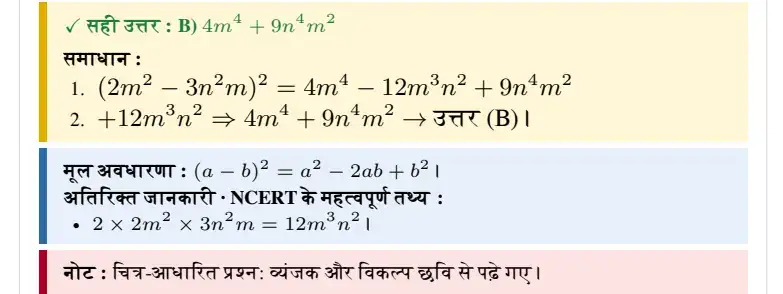 ✓ सही उत्तर : B) 4m⁴ + 9n⁴m²
समाधान :
1. (2m² − 3n²m)² = 4m⁴ − 12m³n² + 9n⁴m²
2. +12m³n² ⇒ 4m⁴ + 9n⁴m² → उत्तर (B)।
मूल अवधारणा : (a − b)² = a² − 2ab + b²।
अतिरिक्त जानकारी · NCERT के महत्वपूर्ण तथ्य :
• 2 × 2m² × 3n²m = 12m³n²।
नोट : चित्र-आधारित प्रश्न: व्यंजक और विकल्प छवि से पढ़े गए।